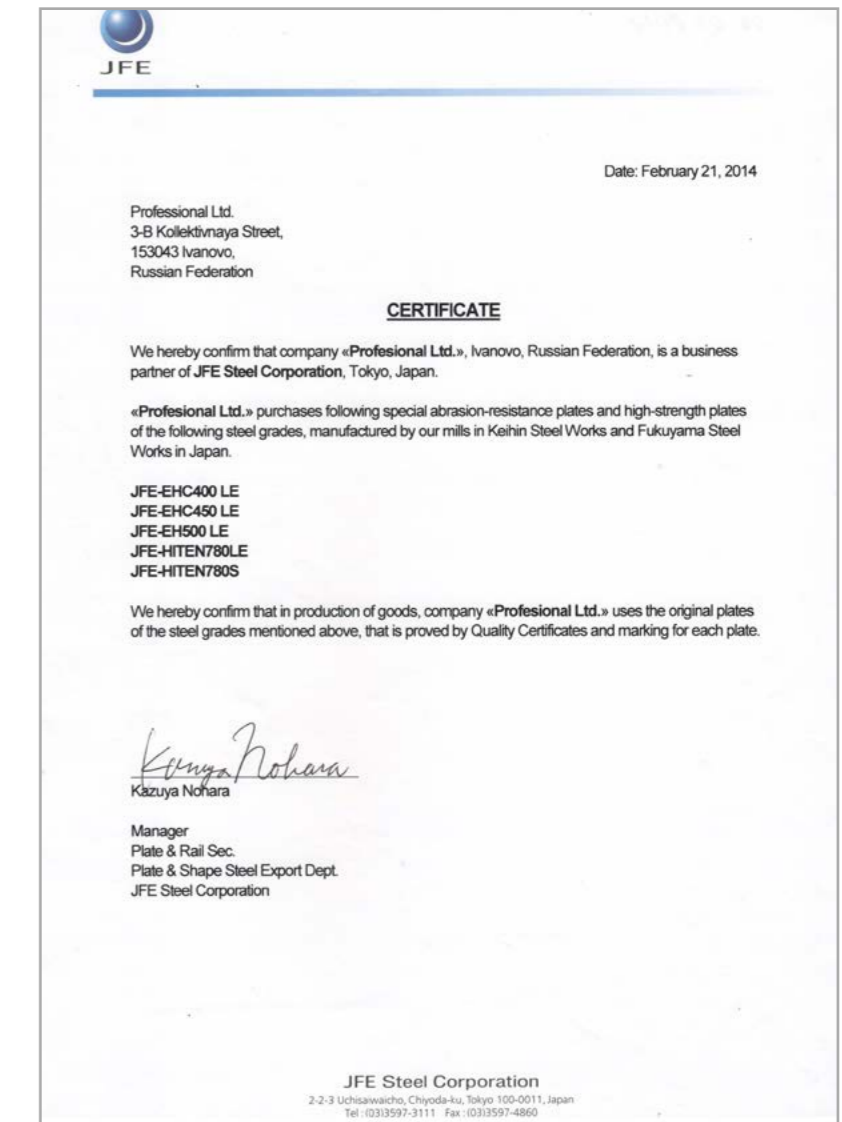 JFE
Date: February 21, 2014
Professional Ltd.
3-B Kollektivnaya Street,
153043 Ivanovo,
Russian Federation
CERTIFICATE
We hereby confirm that company «Profesional Ltd.», Ivanovo, Russian Federation, is a business
partner of JFE Steel Corporation, Tokyo, Japan.
«Profesional Ltd.» purchases following special abrasion-resistance plates and high-strength plates
of the following steel grades, manufactured by our mills in Keihin Steel Works and Fukuyama Steel
Works in Japan.
JFE-EHC400 LE
JFE-EHC450 LE
JFE-EH500 LE
JFE-HITEN780LE
JFE-HITEN780S
We hereby confirm that in production of goods, company «Profesional Ltd.» uses the original plates
of the steel grades mentioned above, that is proved by Quality Certificates and marking for each plate.
Kazuya Nohara
Kazuya Nohara
Manager
Plate & Rail Sec.
Plate & Shape Steel Export Dept.
JFE Steel Corporation
JFE Steel Corporation
2-2-3 Uchisaiwaicho, Chiyoda-ku, Tokyo 100-0011, Japan
Tel : (03)3597-3111 Fax : (03)3597-4860